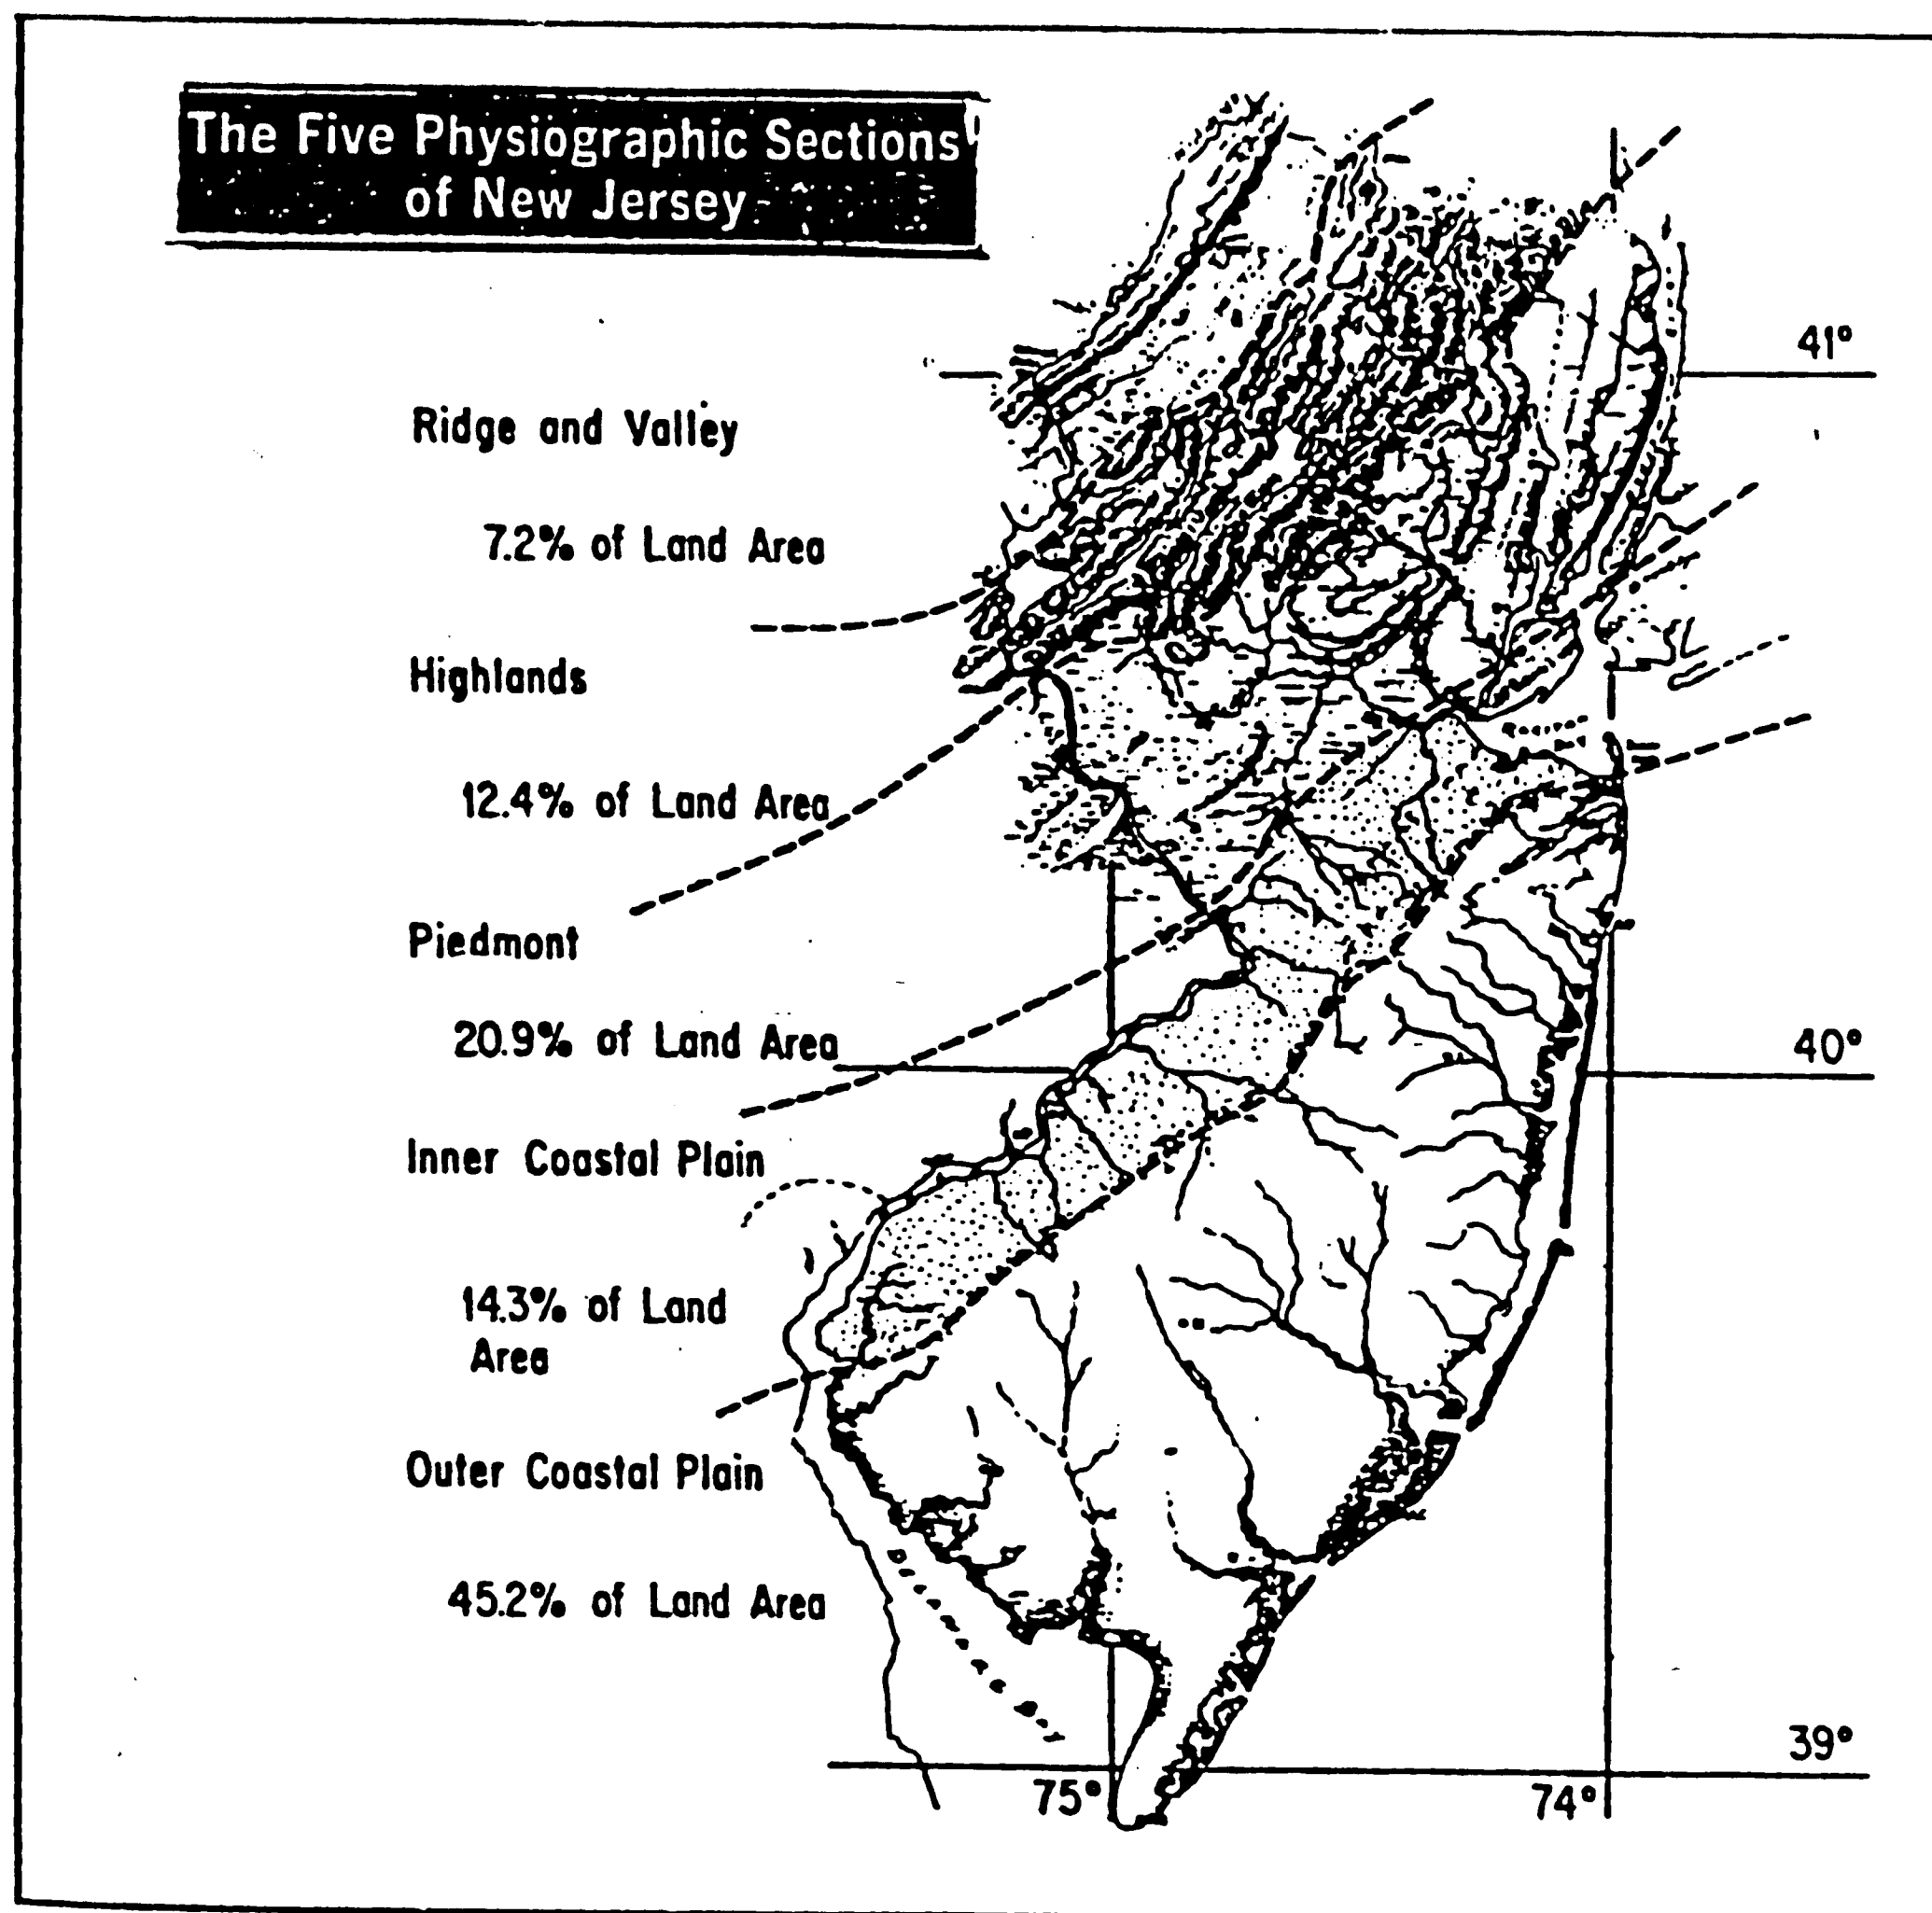 The Five Physiographic Sections
of New Jersey
41°
Ridge and Valley
7.2% of Land Area
Highlands
12.4% of Land Area
Piedmont
20.9% of Land Area
40°
Inner Coastal Plain
14.3% of Land
Area
Outer Coastal Plain
45.2% of Land Area
39°
75°
74°